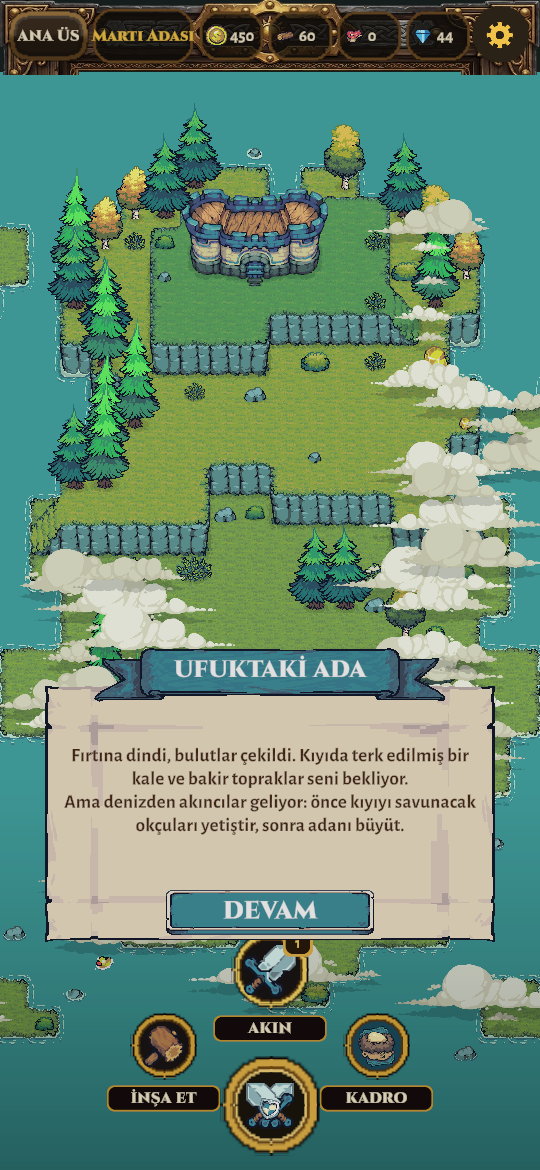 ANA ÜS
MARTI ADASI
450
60
0
44
UFUKTAKİ ADA
Fırtına dindi, bulutlar çekildi. Kıyıda terk edilmiş bir
kale ve bakir topraklar seni bekliyor.
Ama denizden akıncılar geliyor: önce kıyıyı savunacak
okçuları yetiştir, sonra adanı büyüt.
DEVAM
1
AKIN
İNŞA ET
KADRO